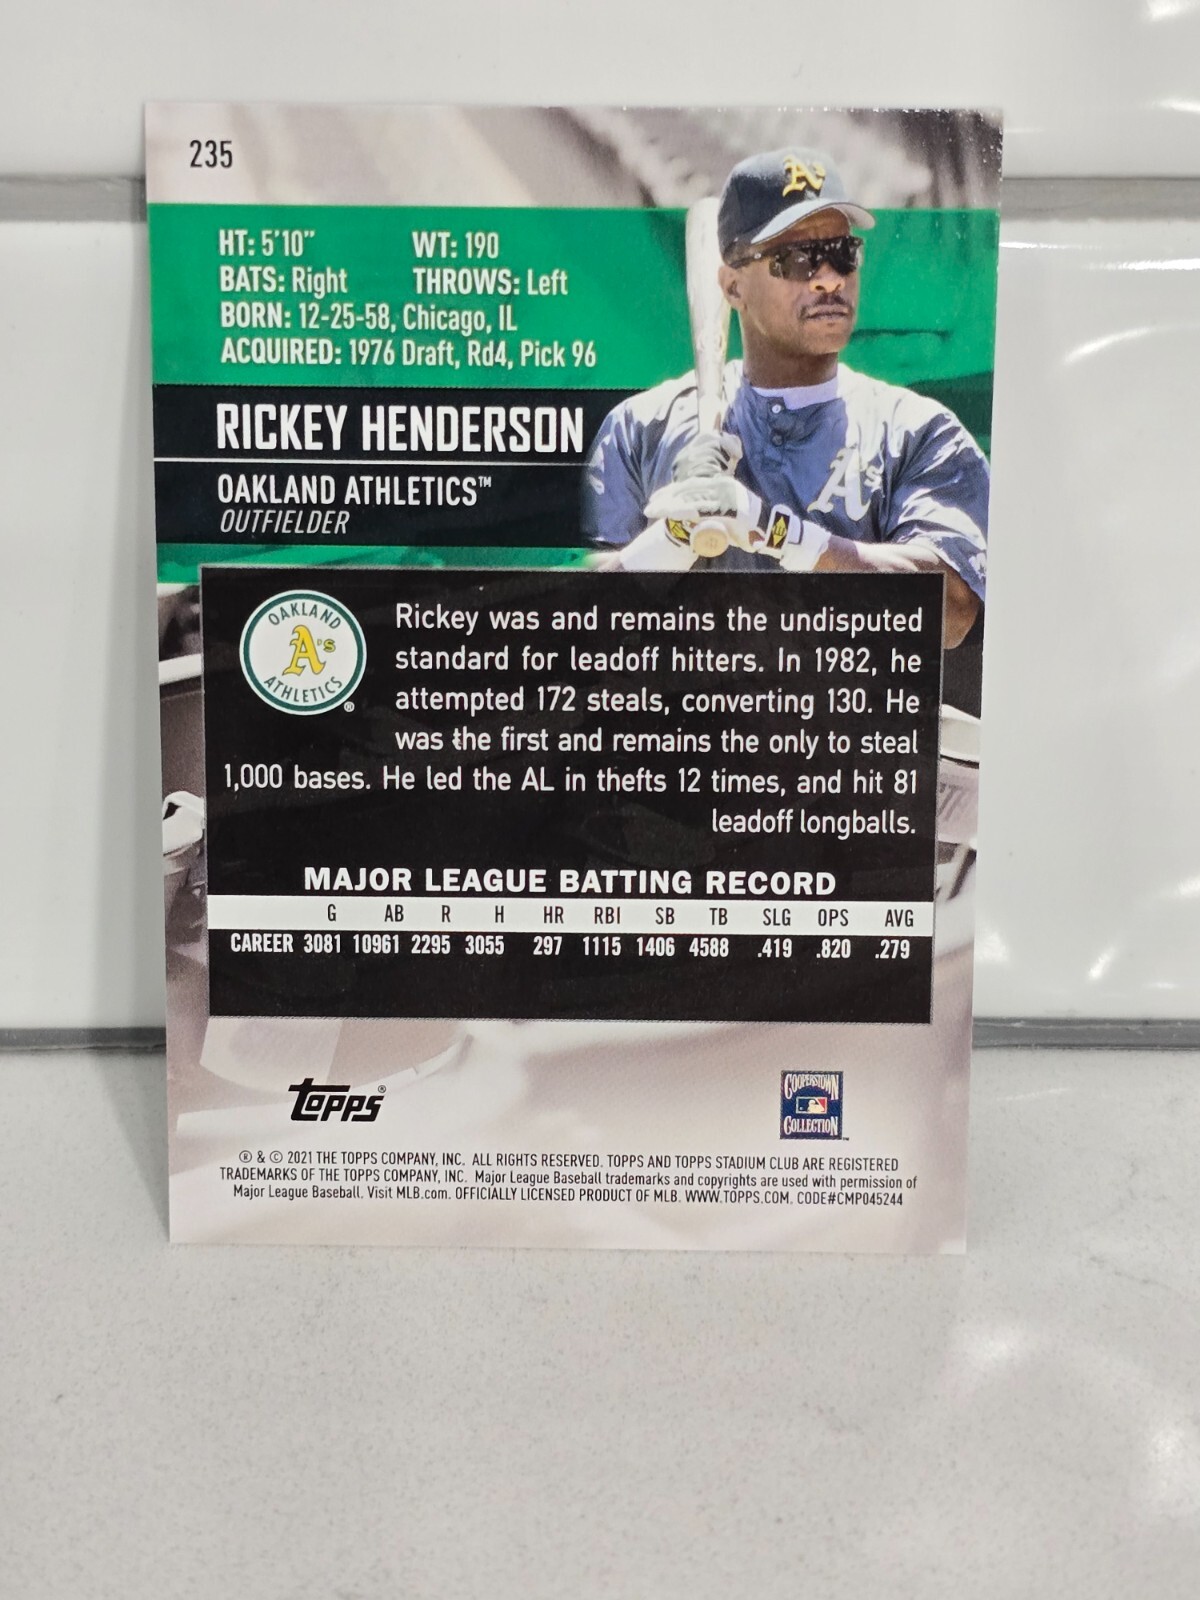 235
HT: 5'10" WT: 190
BATS: Right THROWS: Left
BORN: 12-25-58, Chicago, IL
ACQUIRED: 1976 Draft, Rd4, Pick 96
RICKEY HENDERSON
OAKLAND ATHLETICS™
OUTFIELDER
A's
A's
OAKLAND
A's
ATHLETICS
®
Rickey was and remains the undisputed
standard for leadoff hitters. In 1982, he
attempted 172 steals, converting 130. He
was the first and remains the only to steal
1,000 bases. He led the AL in thefts 12 times, and hit 81
leadoff longballs.
MAJOR LEAGUE BATTING RECORD
G AB R H HR RBI SB TB SLG OPS AVG
CAREER 3081 10961 2295 3055 297 1115 1406 4588 .419 .820 .279
Topps®
COOPERSTOWN
COLLECTION™
® & © 2021 THE TOPPS COMPANY, INC. ALL RIGHTS RESERVED. TOPPS AND TOPPS STADIUM CLUB ARE REGISTERED
TRADEMARKS OF THE TOPPS COMPANY, INC. Major League Baseball trademarks and copyrights are used with permission of
Major League Baseball. Visit MLB.com. OFFICIALLY LICENSED PRODUCT OF MLB. WWW.TOPPS.COM. CODE#CMP045244